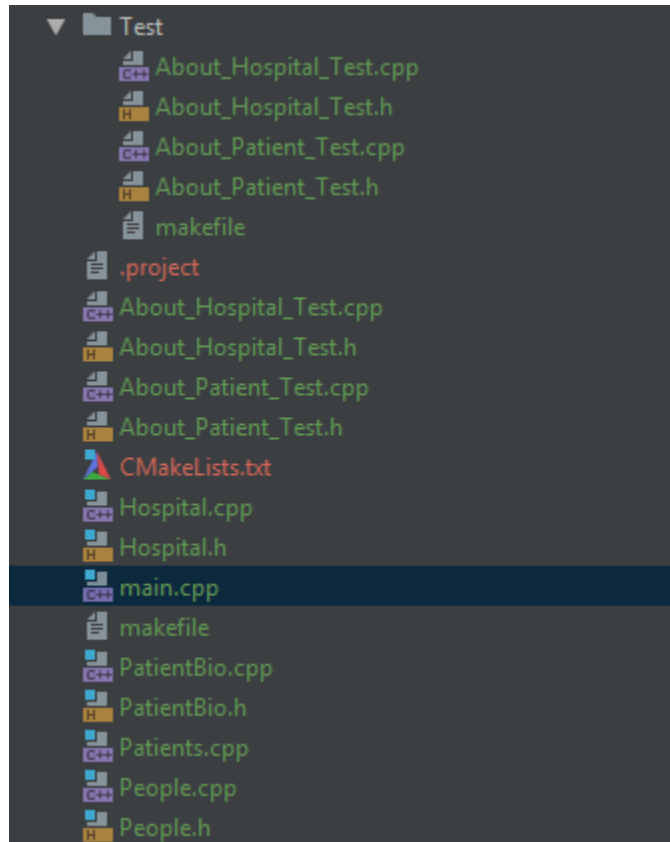 Test
C++ About_Hospital_Test.cpp
H About_Hospital_Test.h
C++ About_Patient_Test.cpp
H About_Patient_Test.h
makefile
.project
C++ About_Hospital_Test.cpp
H About_Hospital_Test.h
C++ About_Patient_Test.cpp
H About_Patient_Test.h
CMakeLists.txt
C++ Hospital.cpp
H Hospital.h
C++ main.cpp
makefile
C++ PatientBio.cpp
H PatientBio.h
C++ Patients.cpp
C++ People.cpp
H People.h